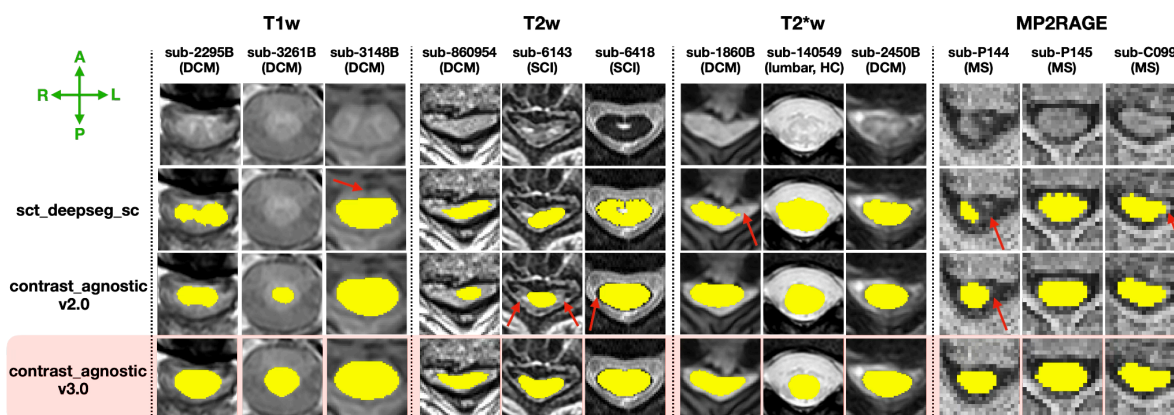 T1w T2w T2*w MP2RAGE
sub-2295B sub-3261B sub-3148B sub-860954 sub-6143 sub-6418 sub-1860B sub-140549 sub-2450B sub-P144 sub-P145 sub-C099
(DCM) (DCM) (DCM) (DCM) (SCI) (SCI) (DCM) (lumbar, HC) (DCM) (MS) (MS) (MS)
A
R L
P
sct_deepseg_sc
contrast_agnostic
v2.0
contrast_agnostic
v3.0